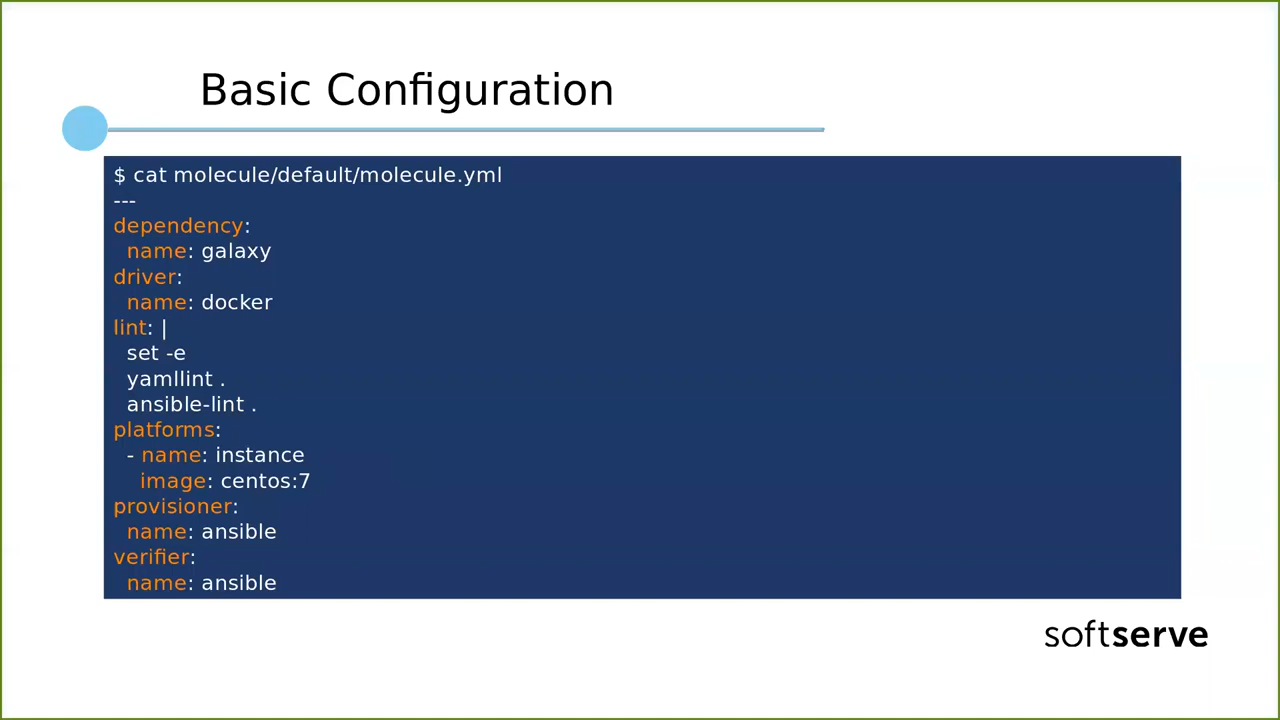 Basic Configuration
$ cat molecule/default/molecule.yml
---
dependency:
  name: galaxy
driver:
  name: docker
lint: |
  set -e
  yamllint .
  ansible-lint .
platforms:
  - name: instance
    image: centos:7
provisioner:
  name: ansible
verifier:
  name: ansible
softserve